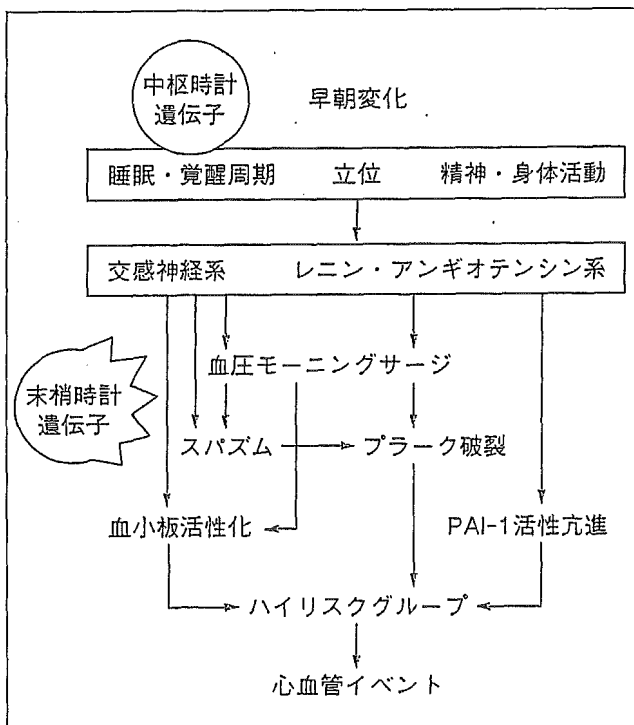 中枢時計
遺伝子
早朝変化
睡眠・覚醒周期 立位 精神・身体活動
交感神経系 レニン・アンギオテンシン系
血圧モーニングサージ
末梢時計
遺伝子
スパズム プラーク破裂
血小板活性化 PAI-1活性亢進
ハイリスクグループ
心血管イベント